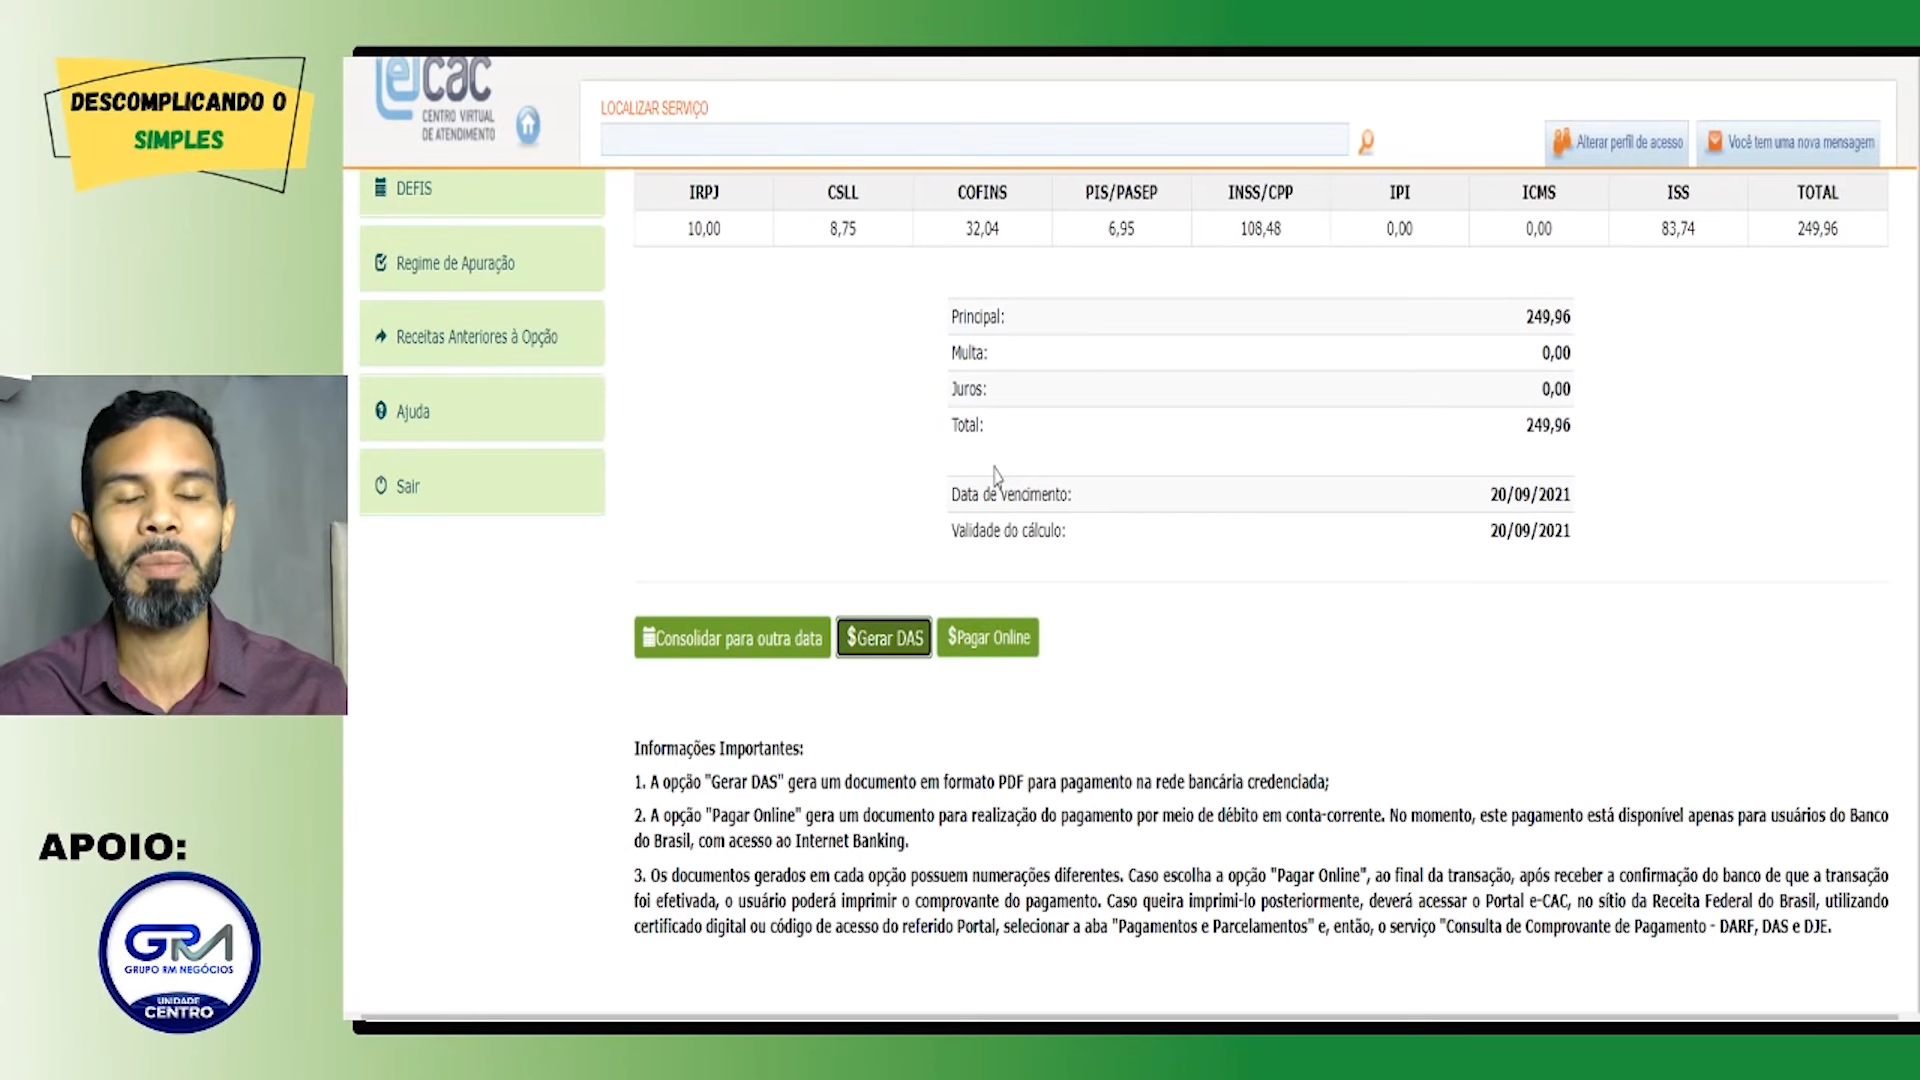 DESCOMPLICANDO O
SIMPLES
eCAC
CENTRO VIRTUAL
DE ATENDIMENTO
LOCALIZAR SERVIÇO
Alterar perfil de acesso
Você tem uma nova mensagem
DEFIS
Regime de Apuração
Receitas Anteriores à Opção
Ajuda
Sair
IRPJ CSLL COFINS PIS/PASEP INSS/CPP IPI ICMS ISS TOTAL
10,00 8,75 32,04 6,95 108,48 0,00 0,00 83,74 249,96
Principal: 249,96
Multa: 0,00
Juros: 0,00
Total: 249,96
Data de vencimento: 20/09/2021
Validade do cálculo: 20/09/2021
Consolidar para outra data $Gerar DAS $Pagar Online
Informações Importantes:
1. A opção "Gerar DAS" gera um documento em formato PDF para pagamento na rede bancária credenciada;
2. A opção "Pagar Online" gera um documento para realização do pagamento por meio de débito em conta-corrente. No momento, este pagamento está disponível apenas para usuários do Banco
do Brasil, com acesso ao Internet Banking.
3. Os documentos gerados em cada opção possuem numerações diferentes. Caso escolha a opção "Pagar Online", ao final da transação, após receber a confirmação do banco de que a transação
foi efetivada, o usuário poderá imprimir o comprovante do pagamento. Caso queira imprimi-lo posteriormente, deverá acessar o Portal e-CAC, no sítio da Receita Federal do Brasil, utilizando
certificado digital ou código de acesso do referido Portal, selecionar a aba "Pagamentos e Parcelamentos" e, então, o serviço "Consulta de Comprovante de Pagamento - DARF, DAS e DJE.
APOIO:
GRM
GRUPO RM NEGÓCIOS
UNIDADE
CENTRO